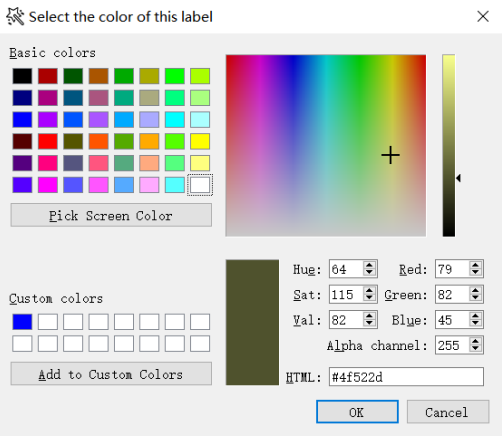 Select the color of this label
Basic colors
Pick Screen Color
Custom colors
Add to Custom Colors
Hue: 64 Red: 79
Sat: 115 Green: 82
Val: 82 Blue: 45
Alpha channel: 255
HTML: #4f522d
OK Cancel